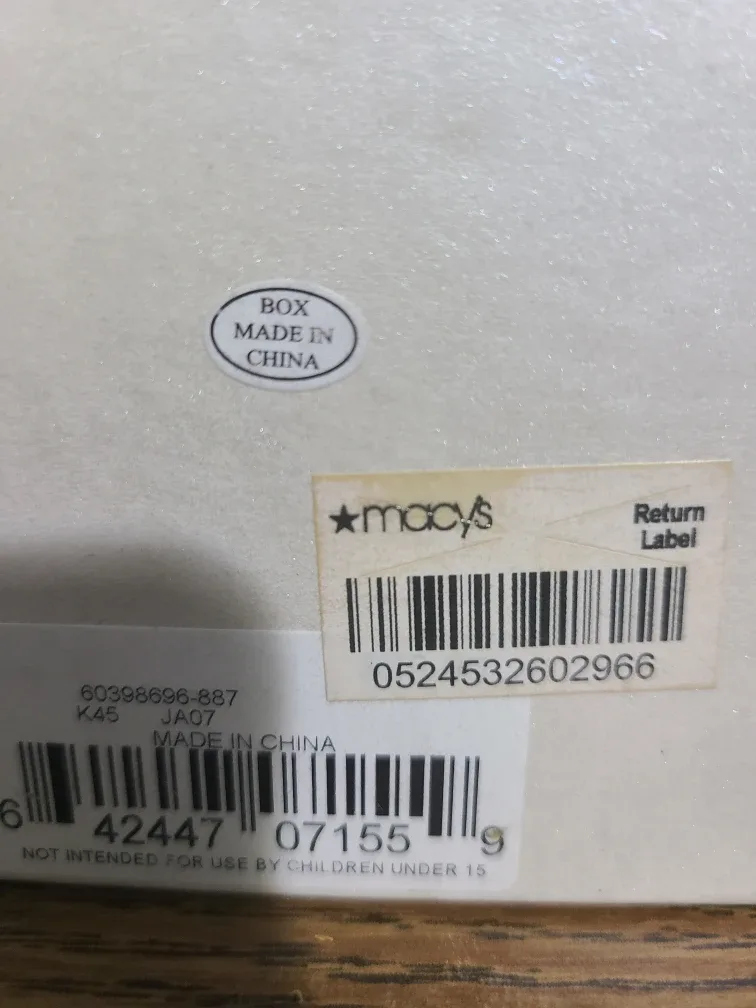 BOX
MADE IN
CHINA
★macy's
Return
Label
0524532602966
60398696-887
K45 JA07
MADE IN CHINA
6 42447 07155 9
NOT INTENDED FOR USE BY CHILDREN UNDER 15